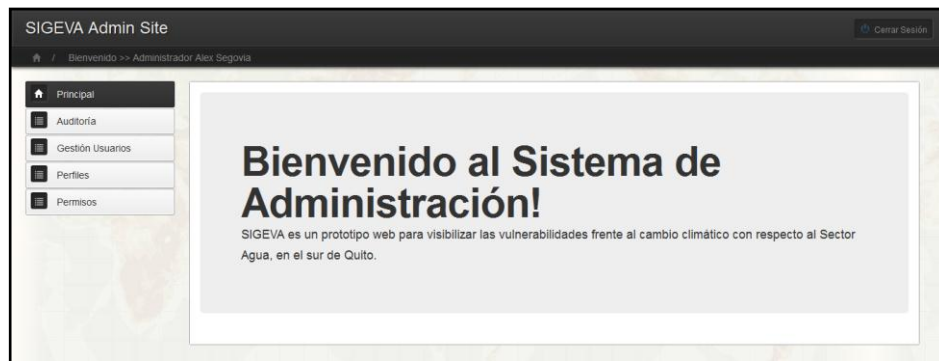 SIGEVA Admin Site
Cerrar Sesión
/ Bienvenido >> Administrador Alex Segovia
Principal
Auditoría
Gestión Usuarios
Perfiles
Permisos
Bienvenido al Sistema de
Administración!
SIGEVA es un prototipo web para visibilizar las vulnerabilidades frente al cambio climático con respecto al Sector
Agua, en el sur de Quito.